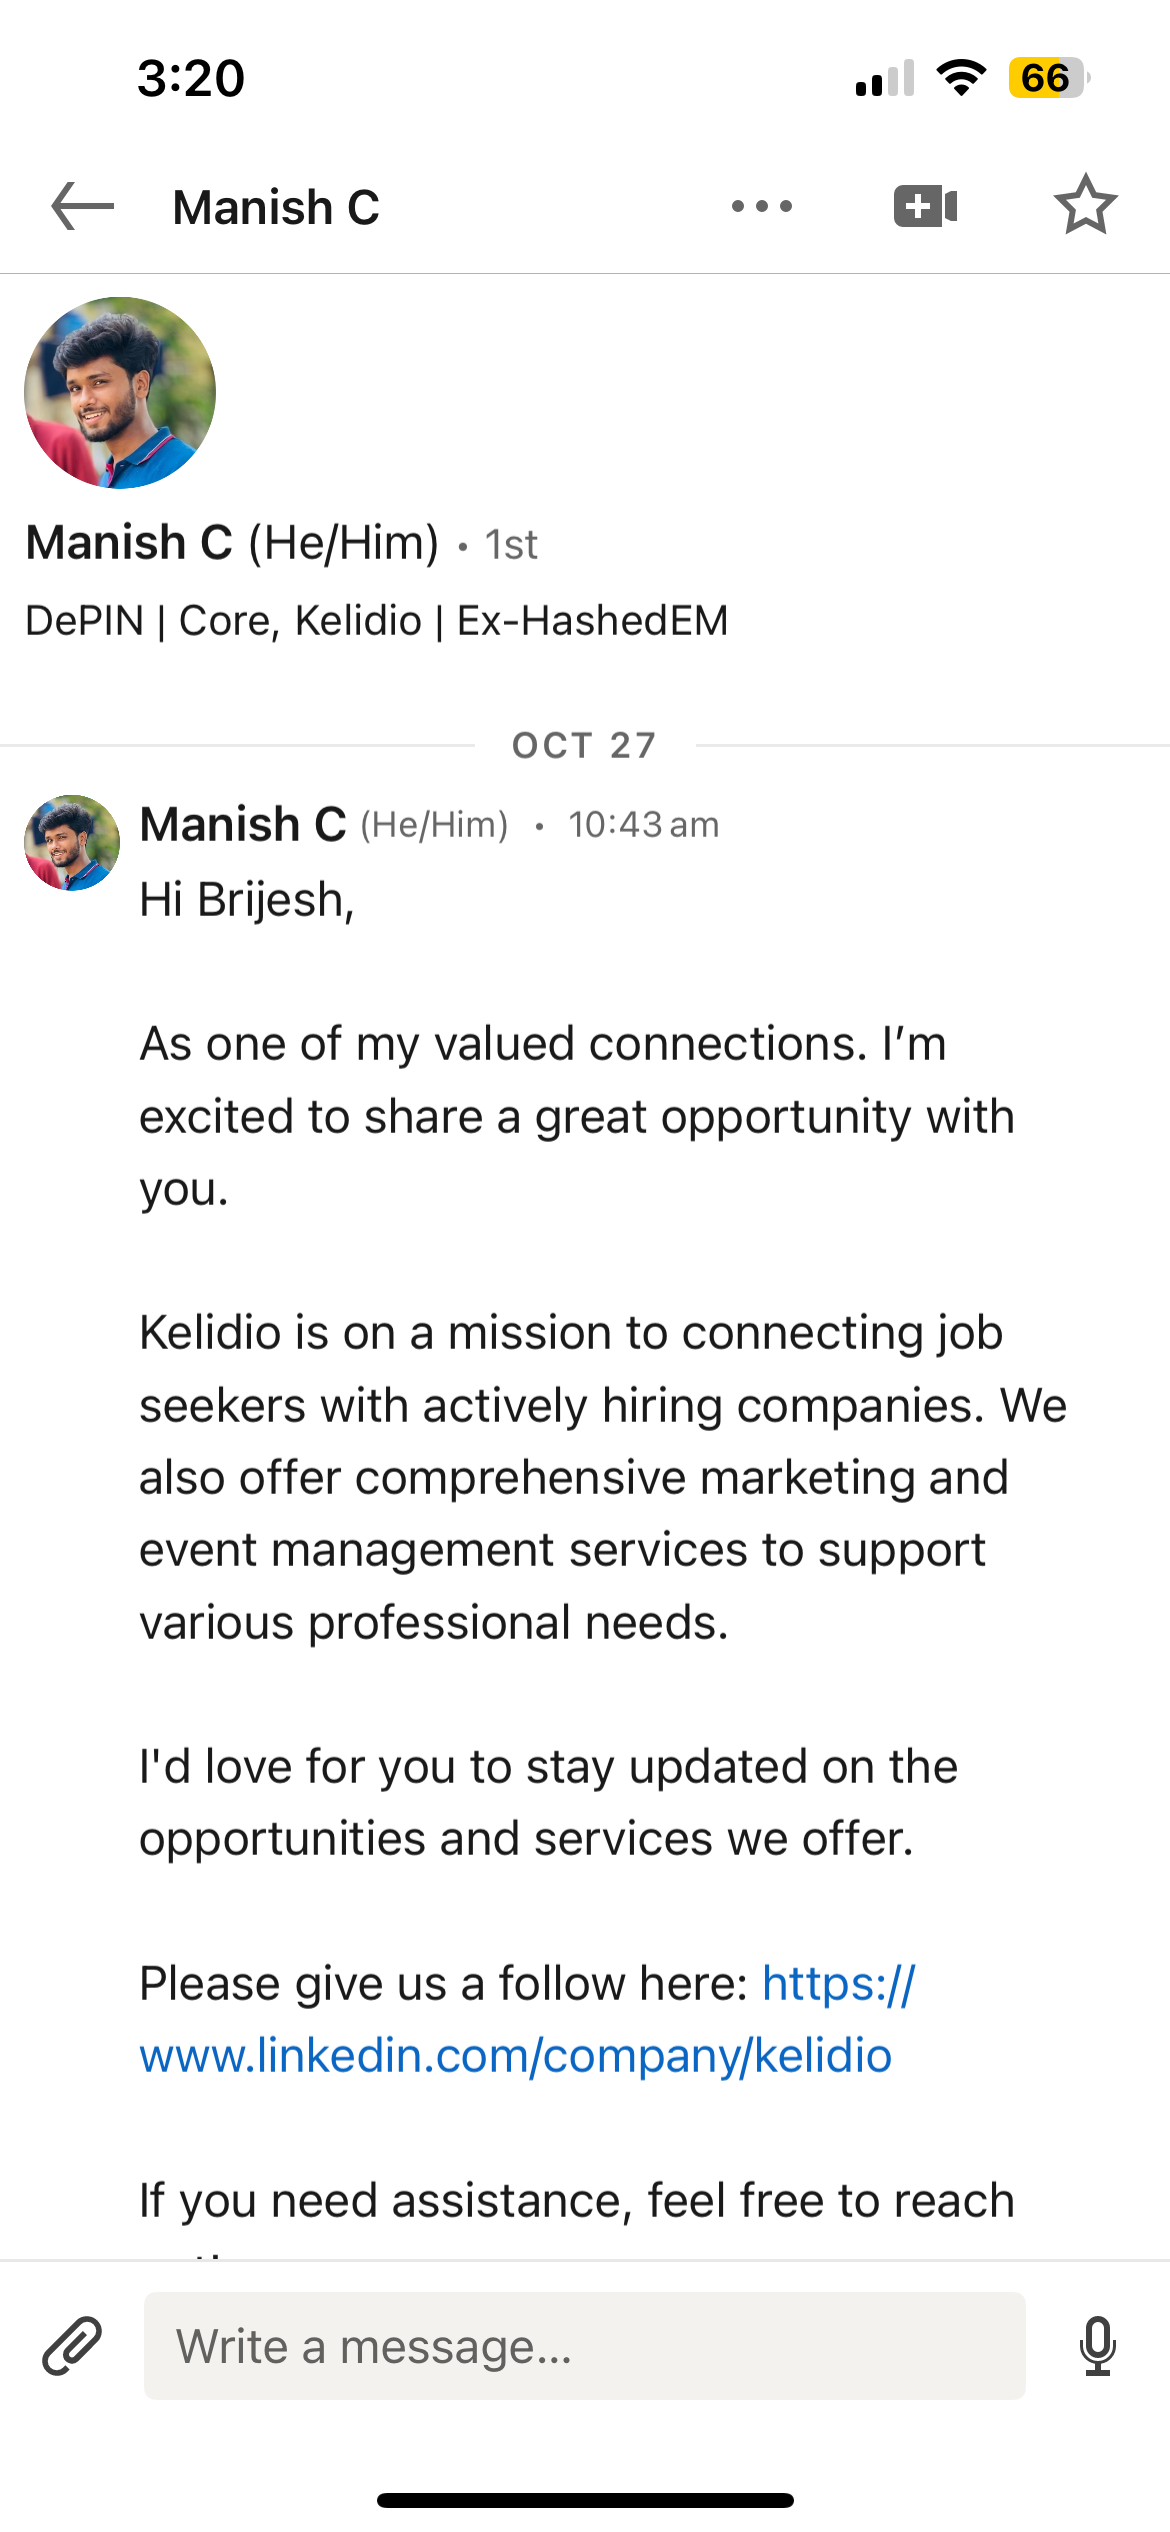 3:20
66
Manish C
Manish C (He/Him) • 1st
DePIN | Core, Kelidio | Ex-HashedEM
OCT 27
Manish C (He/Him) • 10:43 am
Hi Brijesh,
As one of my valued connections. I’m
excited to share a great opportunity with
you.
Kelidio is on a mission to connecting job
seekers with actively hiring companies. We
also offer comprehensive marketing and
event management services to support
various professional needs.
I'd love for you to stay updated on the
opportunities and services we offer.
Please give us a follow here: https://
www.linkedin.com/company/kelidio
If you need assistance, feel free to reach
Write a message...